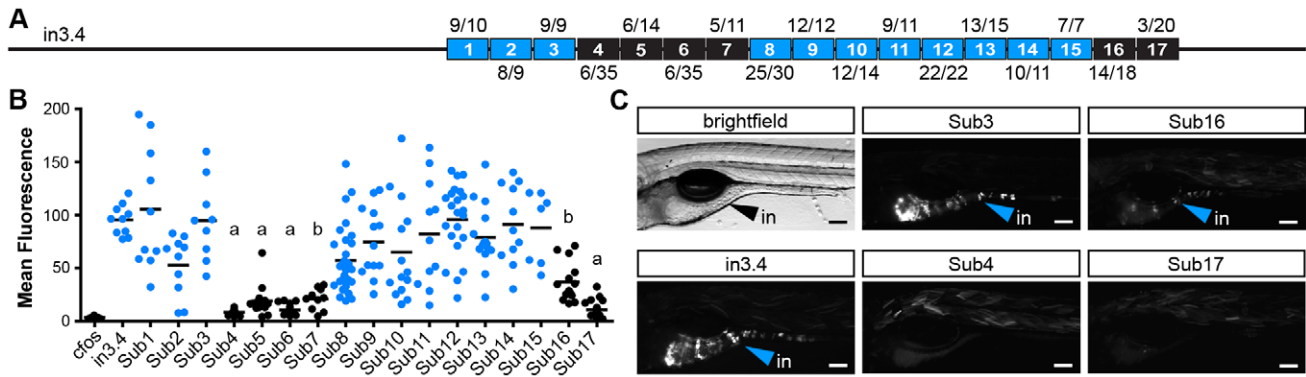 A
in3.4
9/10 9/9 6/14 5/11 12/12 9/11 13/15 7/7 3/20
1 2 3 4 5 6 7 8 9 10 11 12 13 14 15 16 17
8/9 6/35 6/35 25/30 12/14 22/22 10/11 14/18
B
Mean Fluorescence
200
150
100
50
0
a a b b a
cfos in3.4 Sub1 Sub2 Sub3 Sub4 Sub5 Sub6 Sub7 Sub8 Sub9 Sub10 Sub11 Sub12 Sub13 Sub14 Sub15 Sub16 Sub17
C
brightfield Sub3 Sub16
in in in
in3.4 Sub4 Sub17
in